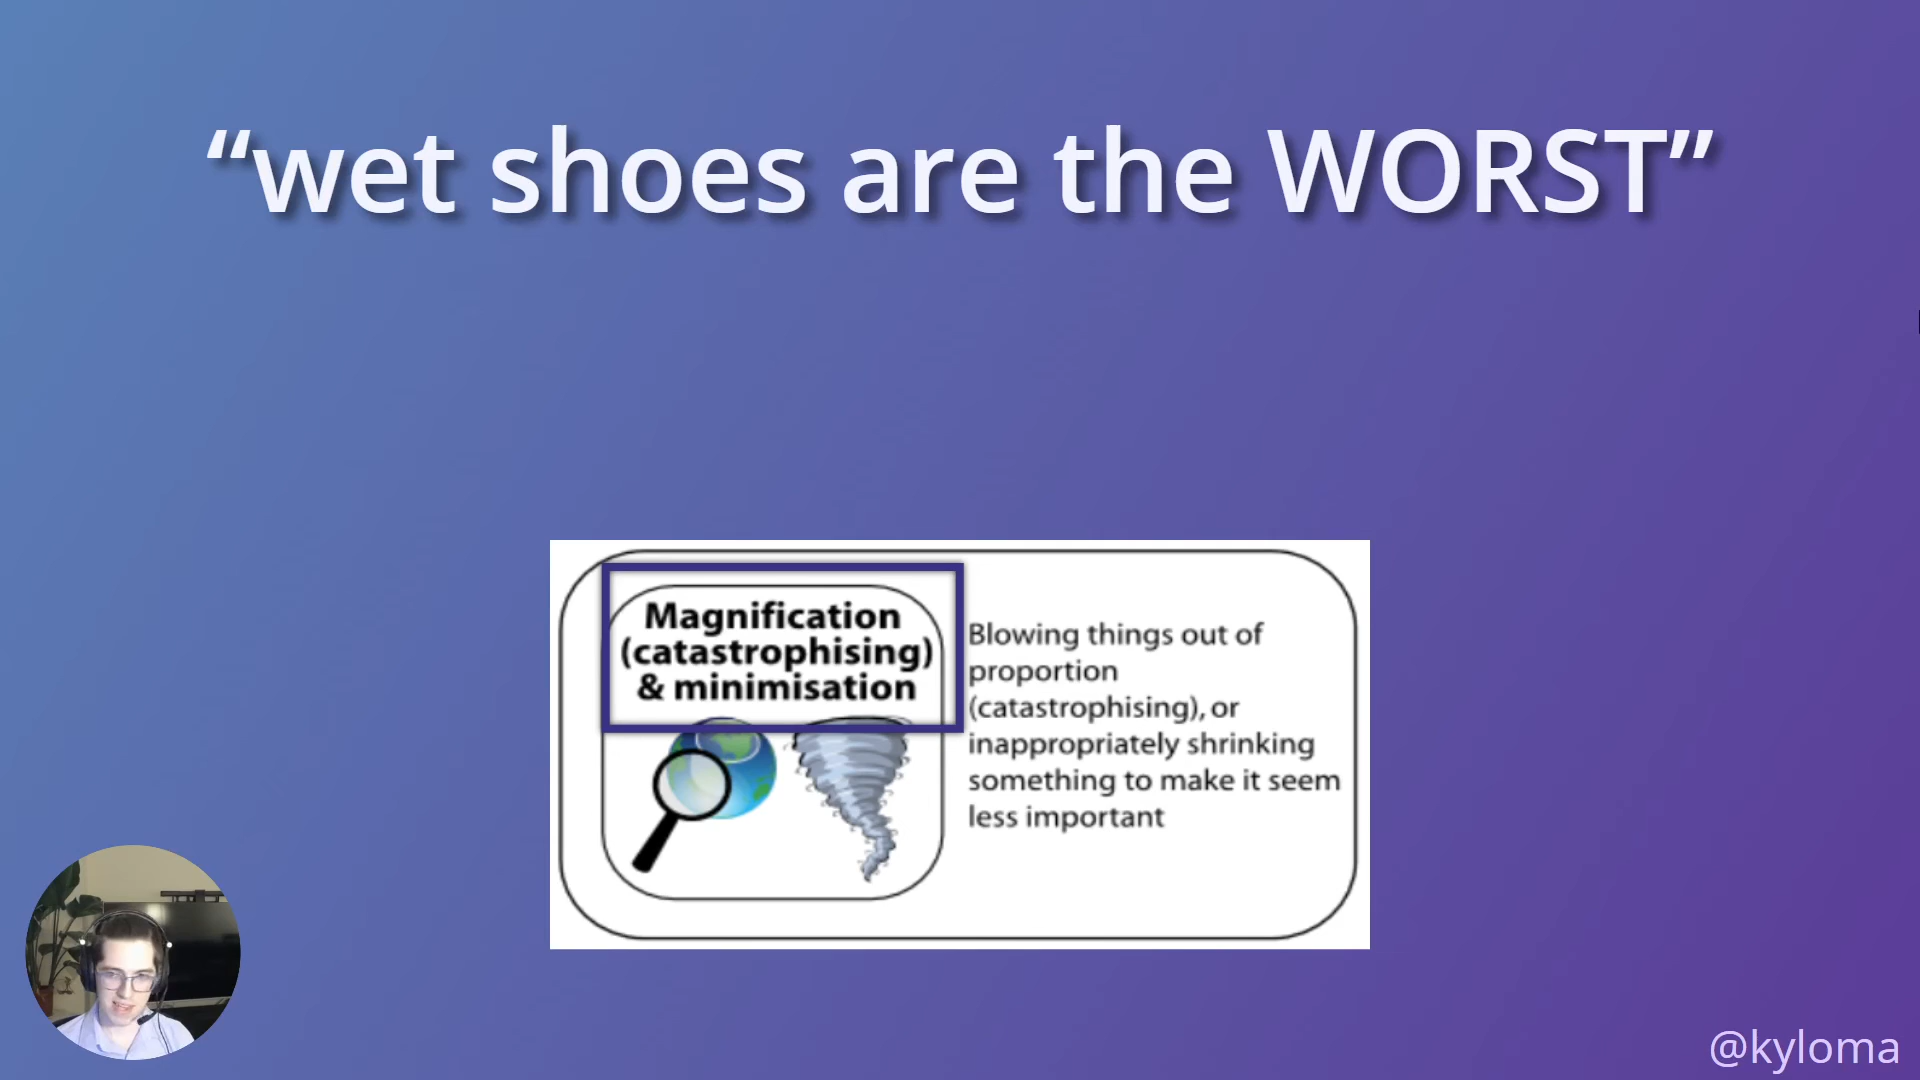 “wet shoes are the WORST”
Magnification
(catastrophising)
& minimisation
Blowing things out of
proportion
(catastrophising), or
inappropriately shrinking
something to make it seem
less important
@kyloma